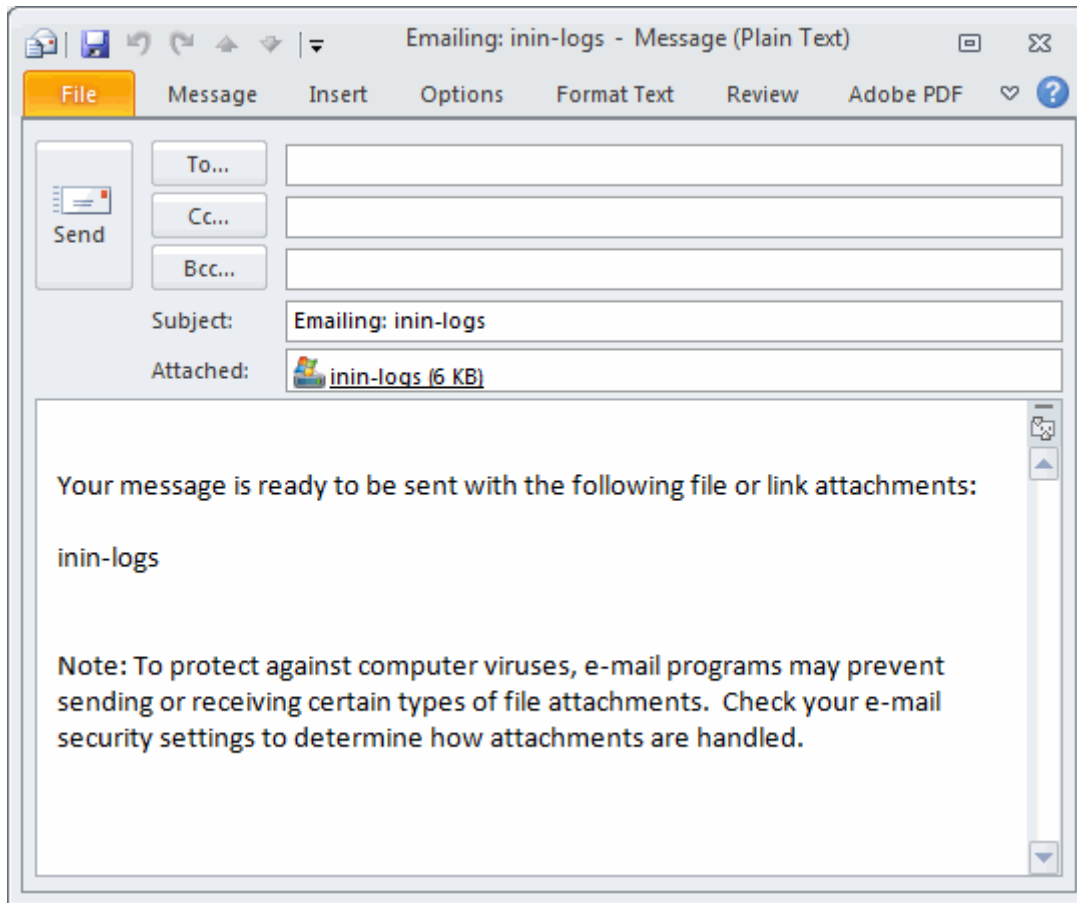 Emailing: inin-logs - Message (Plain Text)
File Message Insert Options Format Text Review Adobe PDF
To...
Cc...
Send
Bcc...
Subject: Emailing: inin-logs
Attached: inin-logs (6 KB)
Your message is ready to be sent with the following file or link attachments:
inin-logs
Note: To protect against computer viruses, e-mail programs may prevent
sending or receiving certain types of file attachments.  Check your e-mail
security settings to determine how attachments are handled.